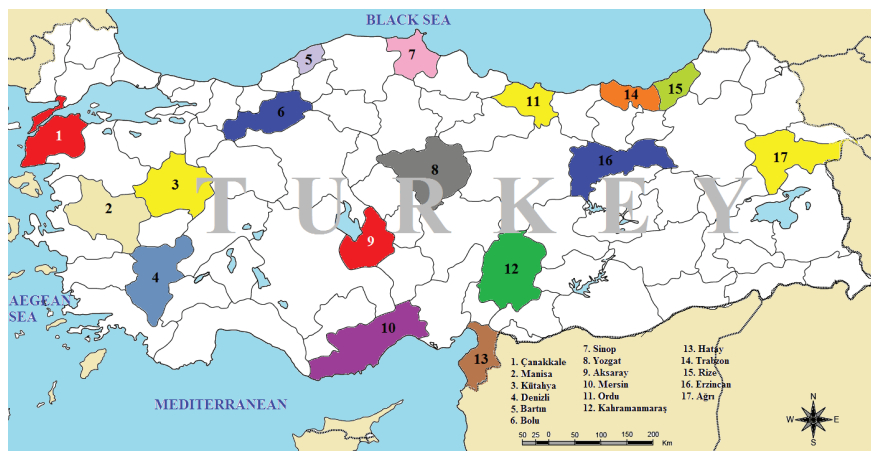 BLACK SEA
5
7
6
11
14
15
1
16
17
8
3
TURKEY
2
9
12
4
AEGEAN
SEA
10
13
MEDITERRANEAN
1. Çanakkale
2. Manisa
3. Kütahya
4. Denizli
5. Bartın
6. Bolu
7. Sinop
8. Yozgat
9. Aksaray
10. Mersin
11. Ordu
12. Kahramanmaraş
13. Hatay
14. Trabzon
15. Rize
16. Erzincan
17. Ağrı
N
W E
S
50 25 0 50 100 150 200
Km